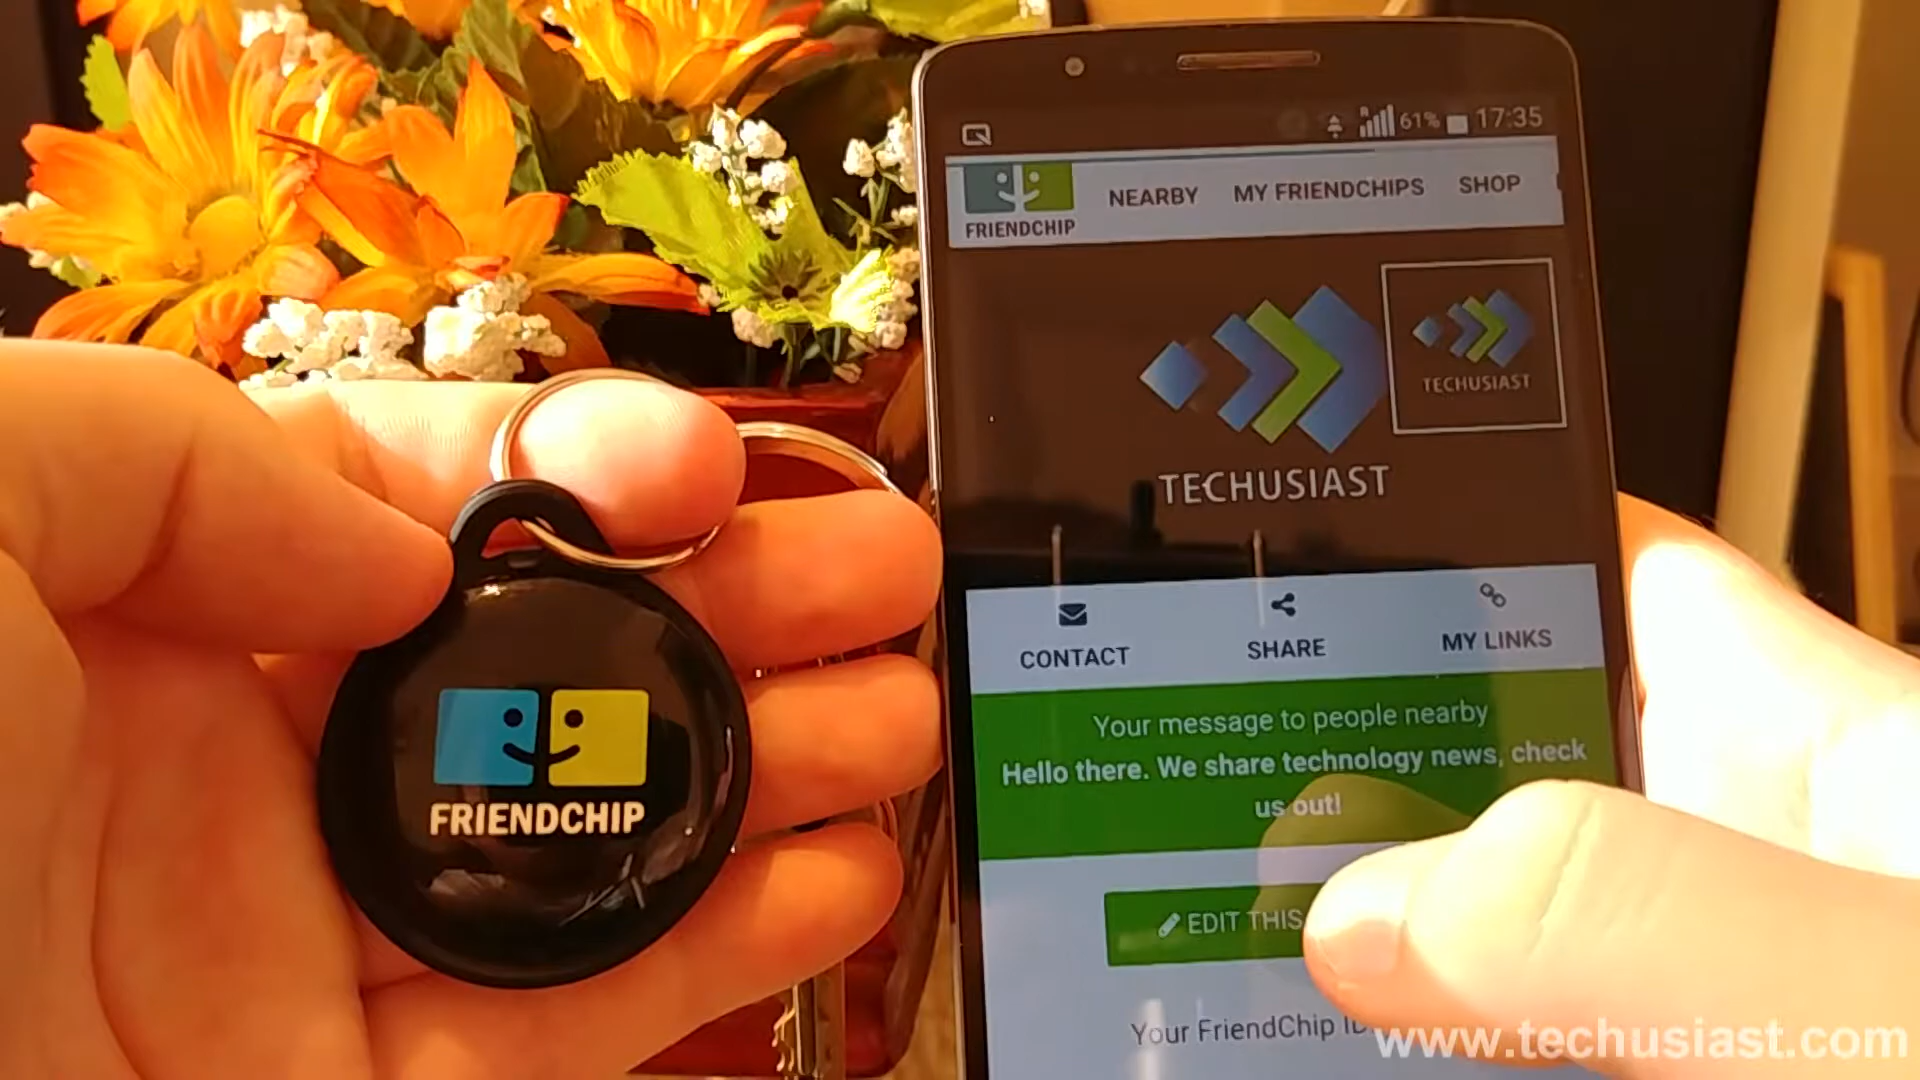 FRIENDCHIP
61% 17:35
FRIENDCHIP
NEARBY MY FRIENDCHIPS SHOP
TECHUSIAST
TECHUSIAST
CONTACT SHARE MY LINKS
Your message to people nearby
Hello there. We share technology news, check
us out!
EDIT THIS
Your FriendChip ID
www.techusiast.com